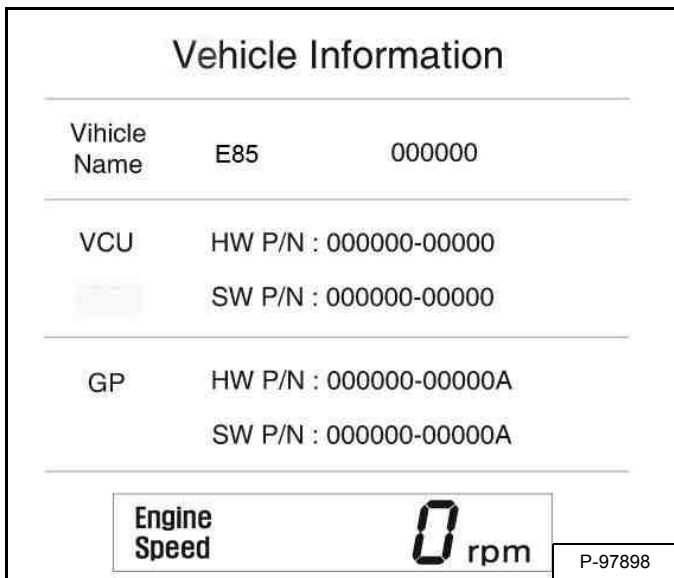 Vehicle Information
Vihicle
Name
E85 000000
VCU HW P/N : 000000-00000
SW P/N : 000000-00000
GP HW P/N : 000000-00000A
SW P/N : 000000-00000A
Engine
Speed
0 rpm
P-97898